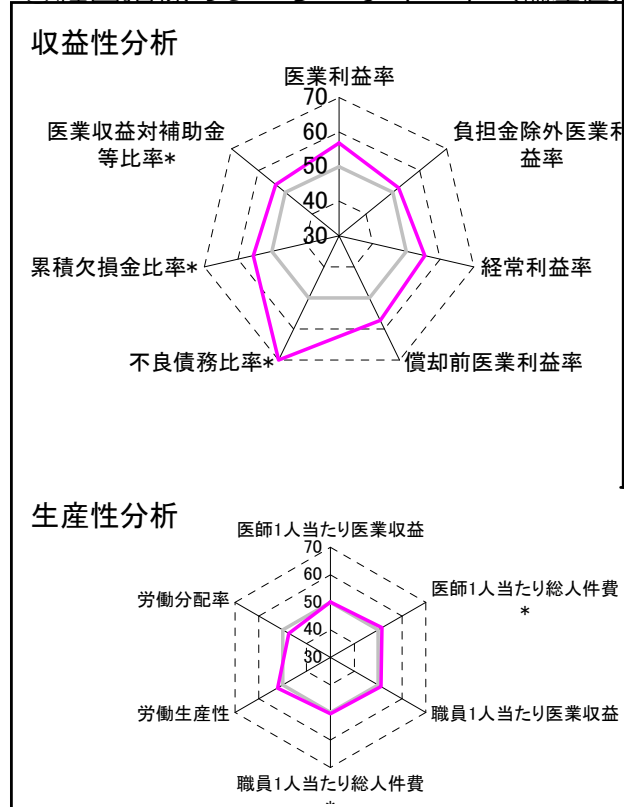 収益性分析
医業利益率
70
60
50
40
30
医業収益対補助金
等比率*
負担金除外医業利
益率
累積欠損金比率*
経常利益率
不良債務比率*
償却前医業利益率
生産性分析
医師1人当たり医業収益
70
60
50
40
30
労働分配率
医師1人当たり総人件費
*
労働生産性
職員1人当たり医業収益
職員1人当たり総人件費
*